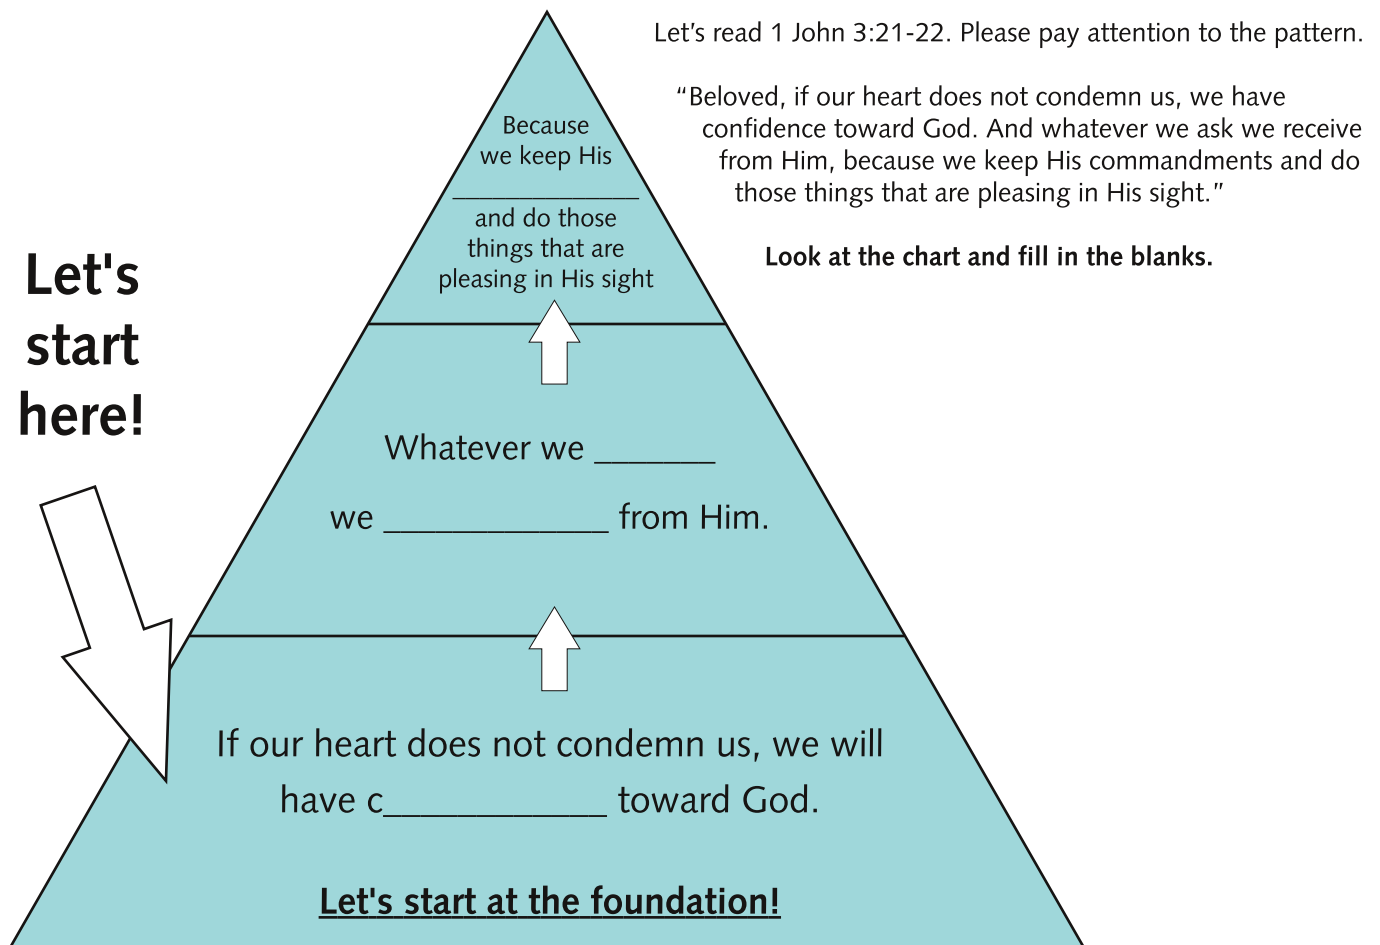 Let’s read 1 John 3:21-22. Please pay attention to the pattern.
“Beloved, if our heart does not condemn us, we have
confidence toward God. And whatever we ask we receive
from Him, because we keep His commandments and do
those things that are pleasing in His sight.”
Look at the chart and fill in the blanks.
Let's
start
here!
Because
we keep His
______________
and do those
things that are
pleasing in His sight
Whatever we _______
we _____________ from Him.
If our heart does not condemn us, we will
have c____________ toward God.
Let's start at the foundation!